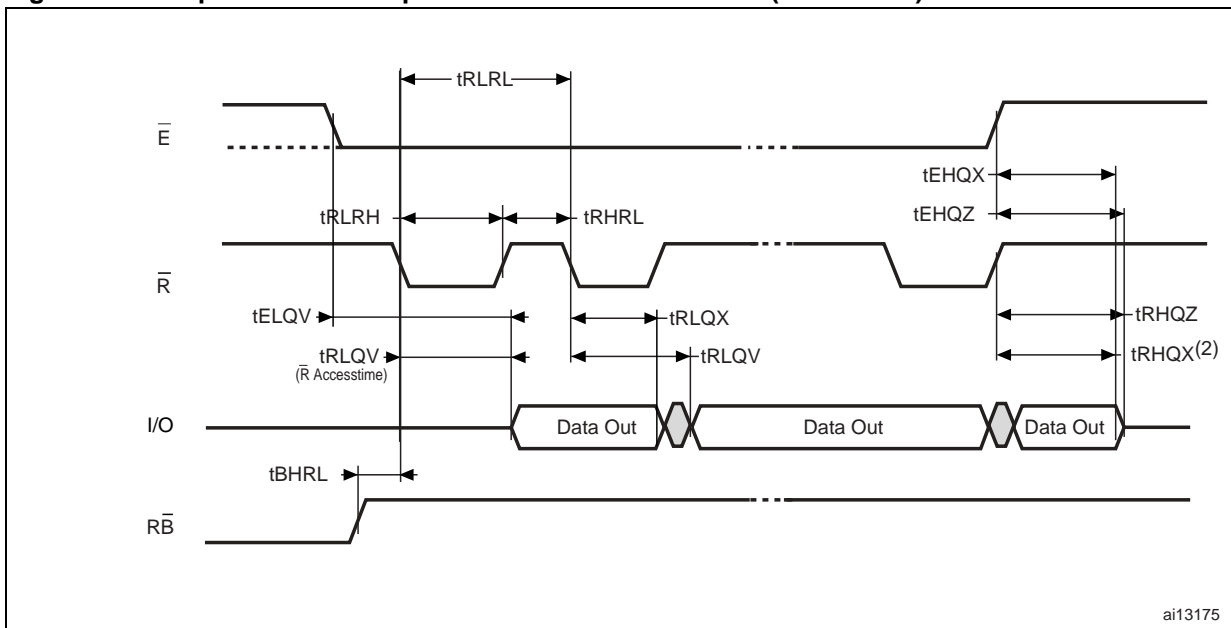 tRLRL
E̅
tEHQX
tRLRH
tRHRL
tEHQZ
R̅
tELQV
tRLQX
tRHQZ
tRLQV
(R̅ Accesstime)
tRLQV
tRHQX(2)
I/O
Data Out
Data Out
Data Out
tBHRL
RB̅
ai13175